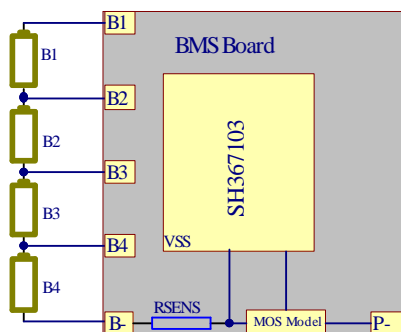 B1
BMS Board
B1
B2
B2
B3
SH367103
B3
B4
VSS
B4
RSENS
B-
MOS Model
P-